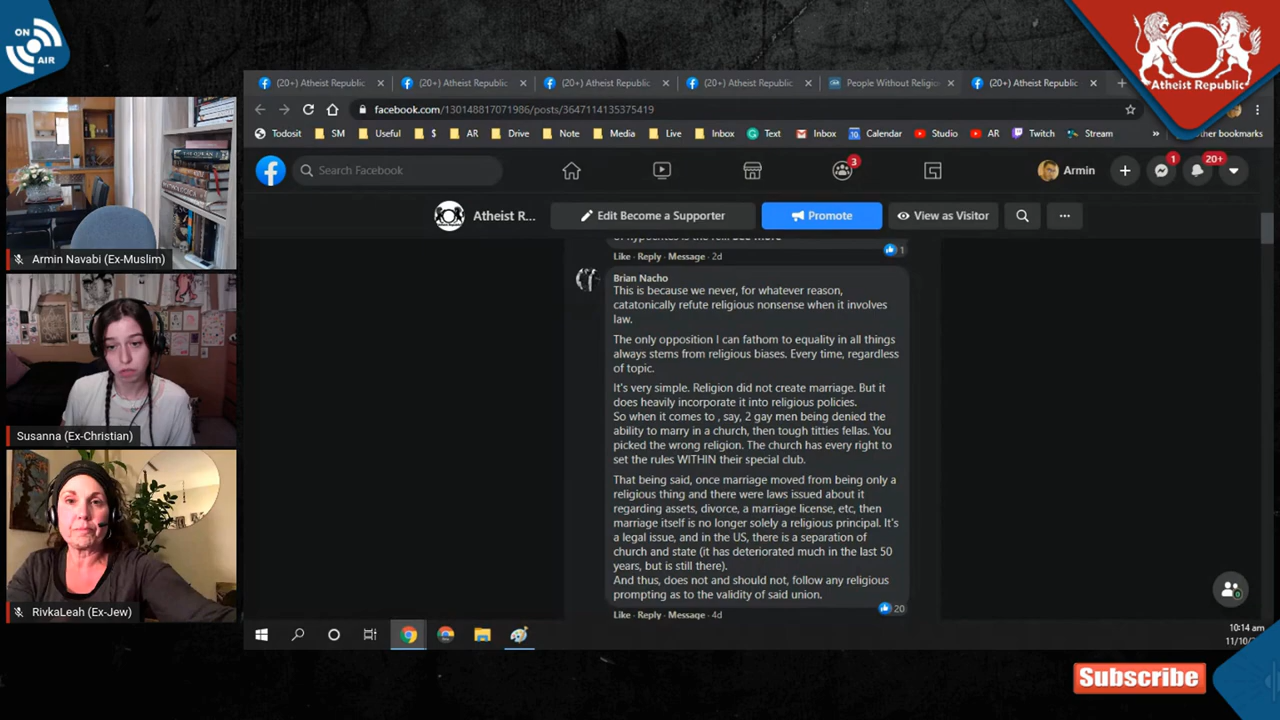 ON
AIR
Atheist Republic
Armin Navabi (Ex-Muslim)
Susanna (Ex-Christian)
RivkaLeah (Ex-Jew)
(20+) Atheist Republic
(20+) Atheist Republic
(20+) Atheist Republic
(20+) Atheist Republic
People Without Religio
(20+) Atheist Republic
facebook.com/130148817071986/posts/3647114135375419
Todosit SM Useful $ AR Drive Note Media Live Inbox Text Inbox Calendar Studio AR Twitch Stream » her bookmarks
Search Facebook
3
Armin
1
20+
Atheist R...
Edit Become a Supporter
Promote
View as Visitor
Like · Reply · Message · 2d
1
Brian Nacho
This is because we never, for whatever reason,
catatonically refute religious nonsense when it involves
law.
The only opposition I can fathom to equality in all things
always stems from religious biases. Every time, regardless
of topic.
It's very simple. Religion did not create marriage. But it
does heavily incorporate it into religious policies.
So when it comes to , say, 2 gay men being denied the
ability to marry in a church, then tough titties fellas. You
picked the wrong religion. The church has every right to
set the rules WITHIN their special club.
That being said, once marriage moved from being only a
religious thing and there were laws issued about it
regarding assets, divorce, a marriage license, etc, then
marriage itself is no longer solely a religious principal. It's
a legal issue, and in the US, there is a separation of
church and state (it has deteriorated much in the last 50
years, but is still there).
And thus, does not and should not, follow any religious
prompting as to the validity of said union.
Like · Reply · Message · 4d
20
0
10:14 am
11/10/2
Subscribe